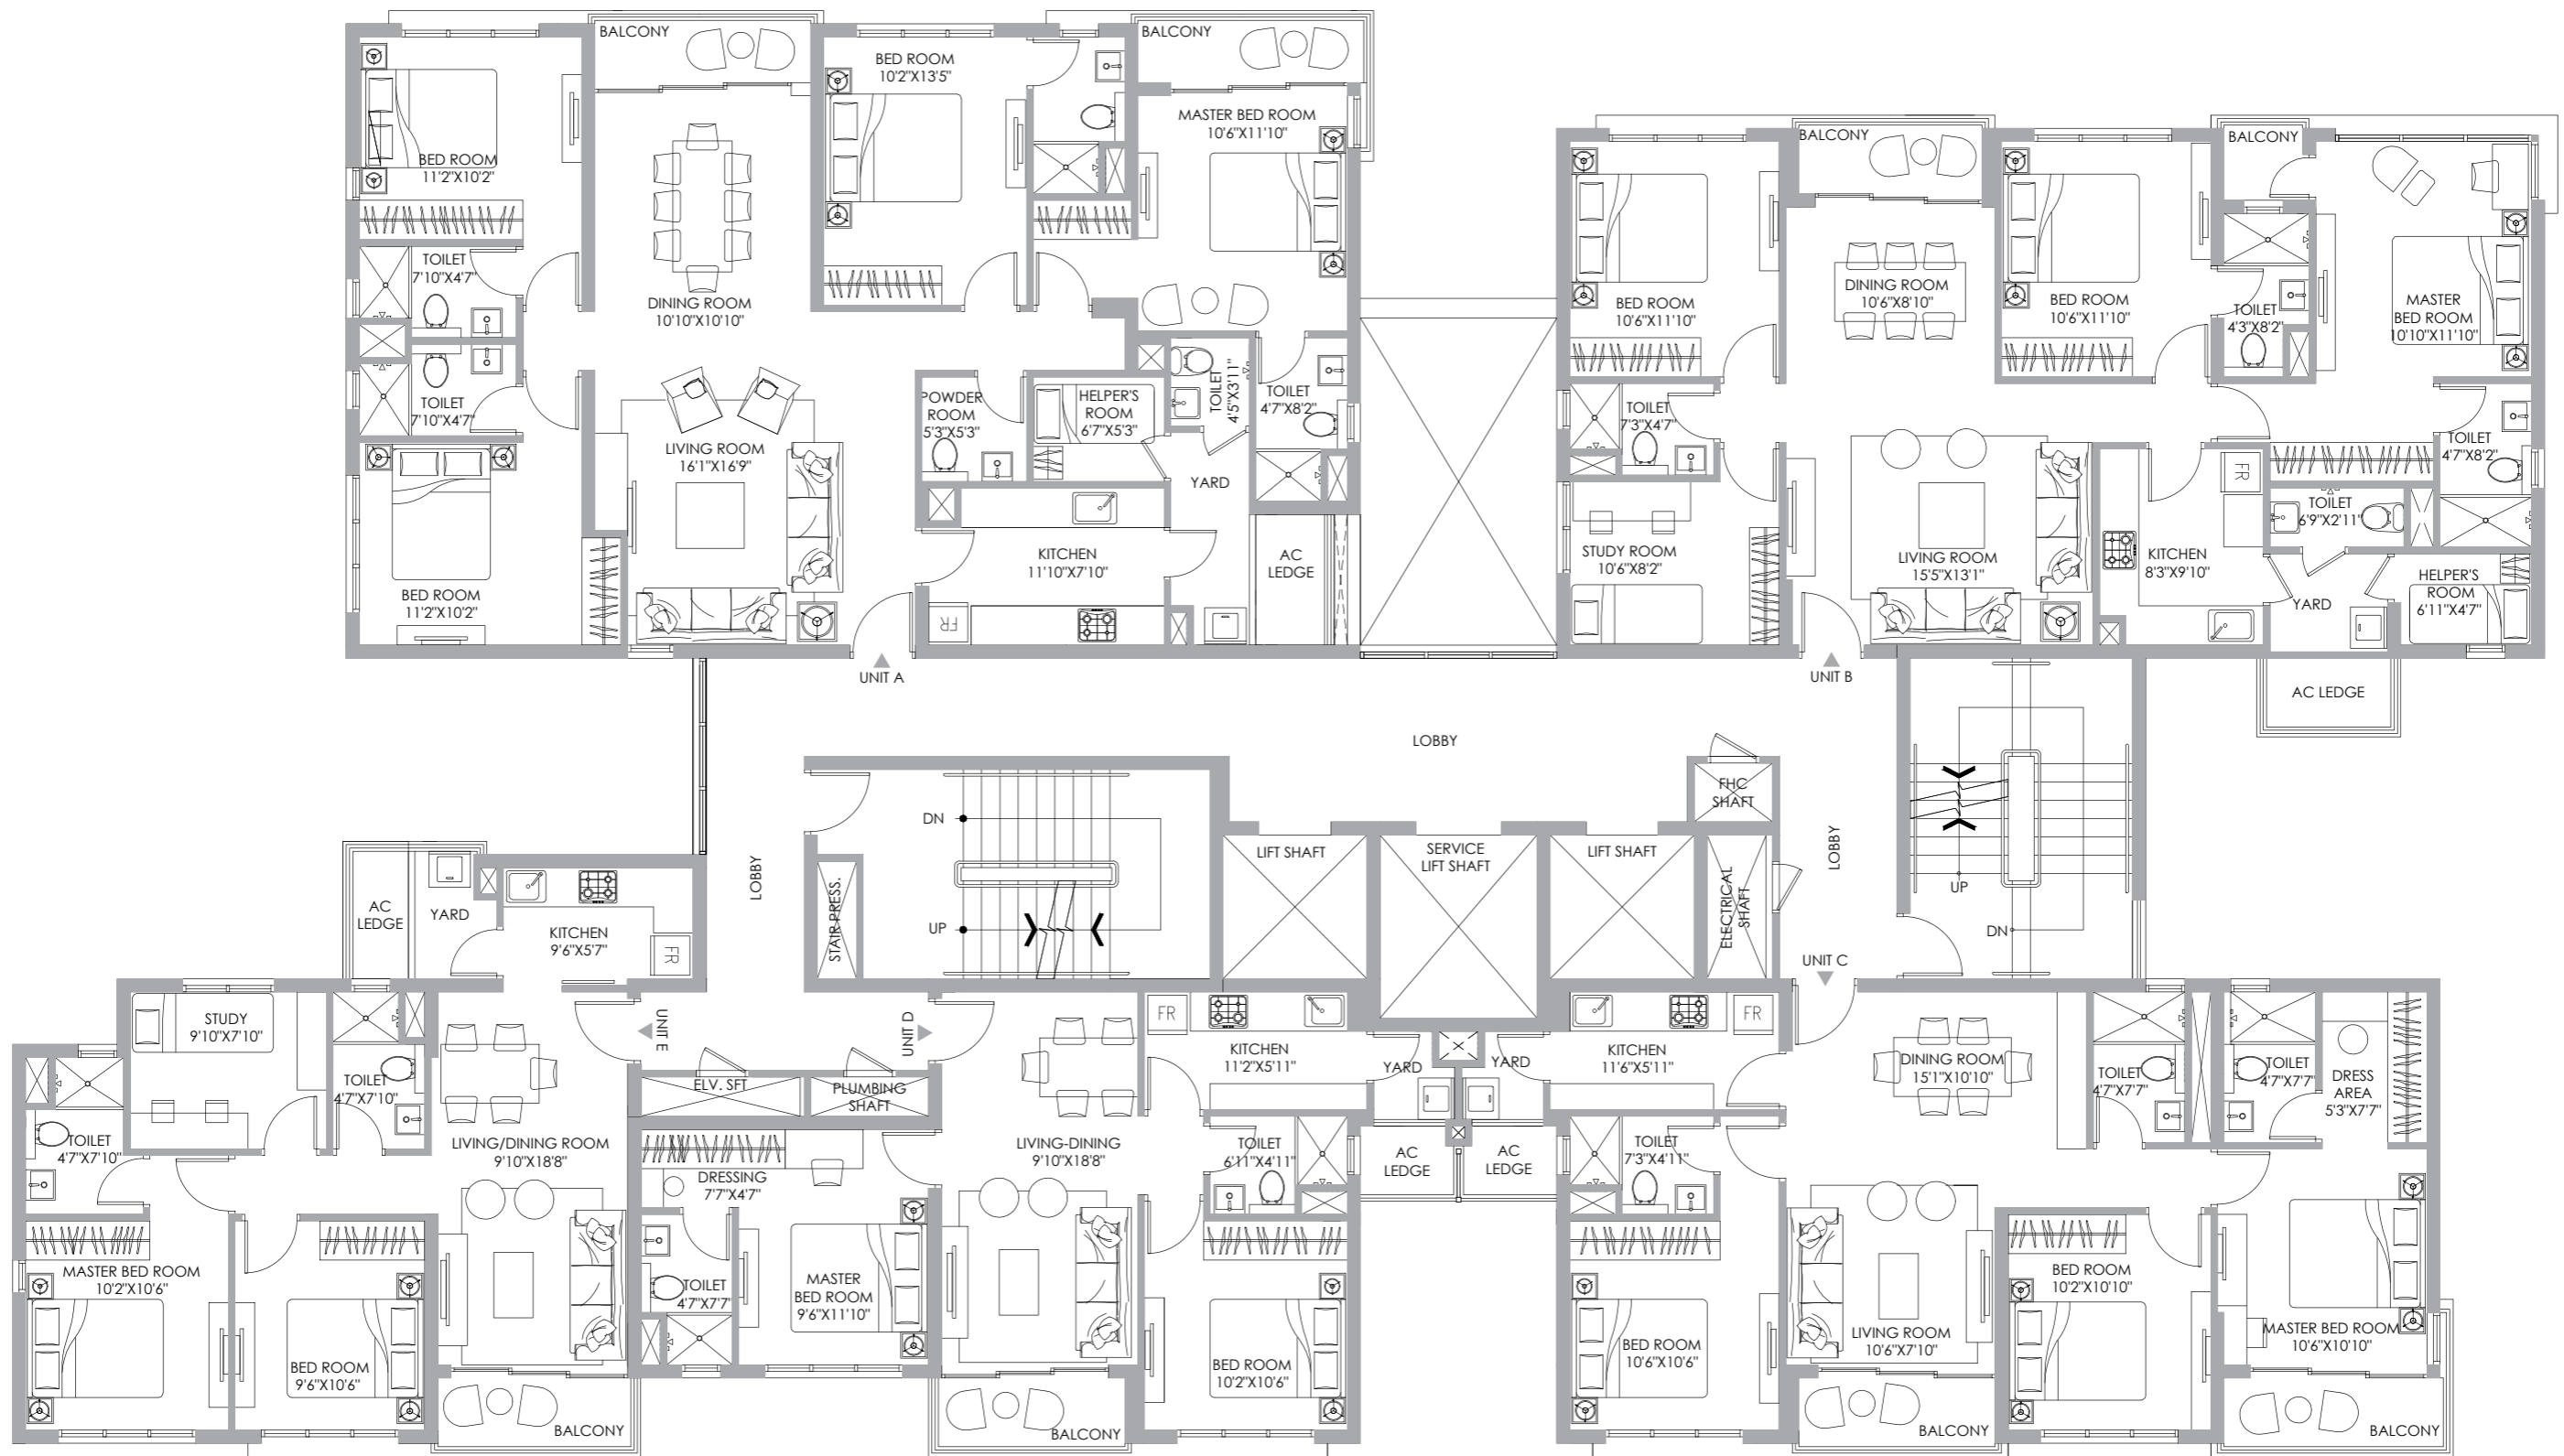 BALCONY
BED ROOM
10'2"X13'5"
BALCONY
MASTER BED ROOM
10'6"X11'10"
BED ROOM
11'2"X10'2"
TOILET
7'10"X4'7"
DINING ROOM
10'10"X10'10"
TOILET
7'10"X4'7"
LIVING ROOM
16'1"X16'9"
POWDER
ROOM
5'3"X5'3"
HELPER'S
ROOM
6'7"X5'3"
TOILET
4'5"X3'11"
TOILET
4'7"X8'2"
YARD
BED ROOM
11'2"X10'2"
KITCHEN
11'10"X7'10"
FR
AC
LEDGE
UNIT A
BALCONY
BALCONY
BED ROOM
10'6"X11'10"
DINING ROOM
10'6"X8'10"
BED ROOM
10'6"X11'10"
TOILET
4'3"X8'2"
MASTER
BED ROOM
10'10"X11'10"
TOILET
7'3"X4'7"
TOILET
4'7"X8'2"
FR
TOILET
6'9"X2'11"
STUDY ROOM
10'6"X8'2"
LIVING ROOM
15'5"X13'1"
KITCHEN
8'3"X9'10"
YARD
HELPER'S
ROOM
6'11"X4'7"
UNIT B
AC LEDGE
LOBBY
FHC
SHAFT
LOBBY
DN
UP
STAIR PRESS.
LIFT SHAFT
SERVICE
LIFT SHAFT
LIFT SHAFT
ELECTRICAL
SHAFT
LOBBY
UP
DN
AC
LEDGE
YARD
KITCHEN
9'6"X5'7"
FR
UNIT C
STUDY
9'10"X7'10"
TOILET
4'7"X7'10"
UNIT E
UNIT D
ELV. SFT
PLUMBING
SHAFT
TOILET
4'7"X7'10"
LIVING/DINING ROOM
9'10"X18'8"
MASTER BED ROOM
10'2"X10'6"
BED ROOM
9'6"X10'6"
BALCONY
DRESSING
7'7"X4'7"
TOILET
4'7"X7'7"
MASTER
BED ROOM
9'6"X11'10"
LIVING-DINING
9'10"X18'8"
FR
KITCHEN
11'2"X5'11"
YARD
TOILET
6'11"X4'11"
AC
LEDGE
BED ROOM
10'2"X10'6"
BALCONY
YARD
KITCHEN
11'6"X5'11"
FR
AC
LEDGE
TOILET
7'3"X4'11"
DINING ROOM
15'1"X10'10"
TOILET
4'7"X7'7"
TOILET
4'7"X7'7"
DRESS
AREA
5'3"X7'7"
BED ROOM
10'6"X10'6"
LIVING ROOM
10'6"X7'10"
BED ROOM
10'2"X10'10"
MASTER BED ROOM
10'6"X10'10"
BALCONY
BALCONY